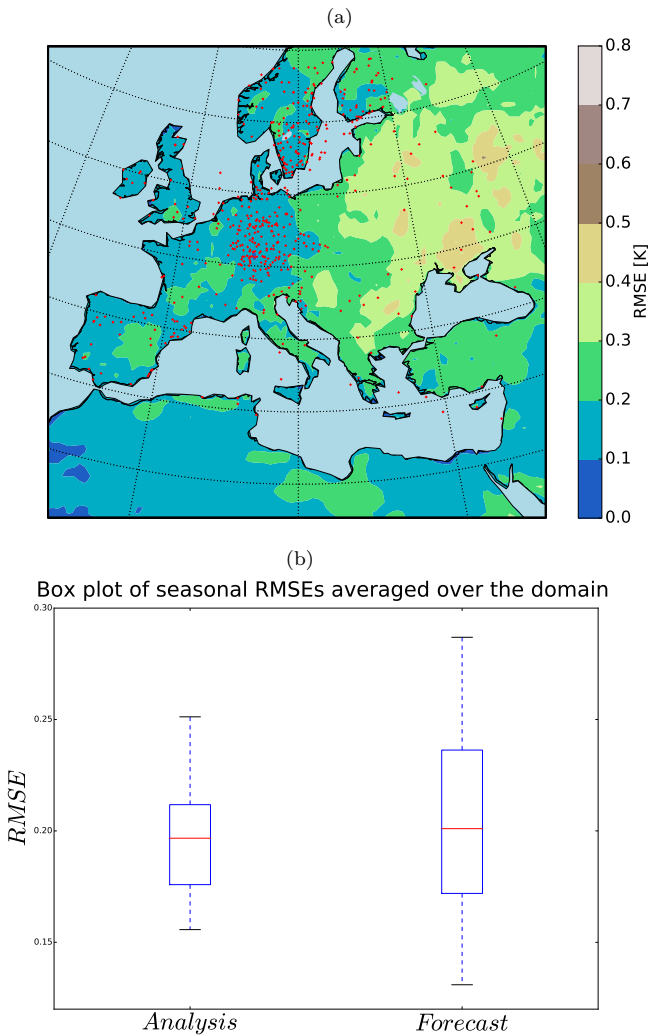 (a)
0.8
0.7
0.6
0.5
0.4
0.3
0.2
0.1
0.0
RMSE [K]
(b)
Box plot of seasonal RMSEs averaged over the domain
0.30
0.25
0.20
0.15
RMSE
Analysis
Forecast